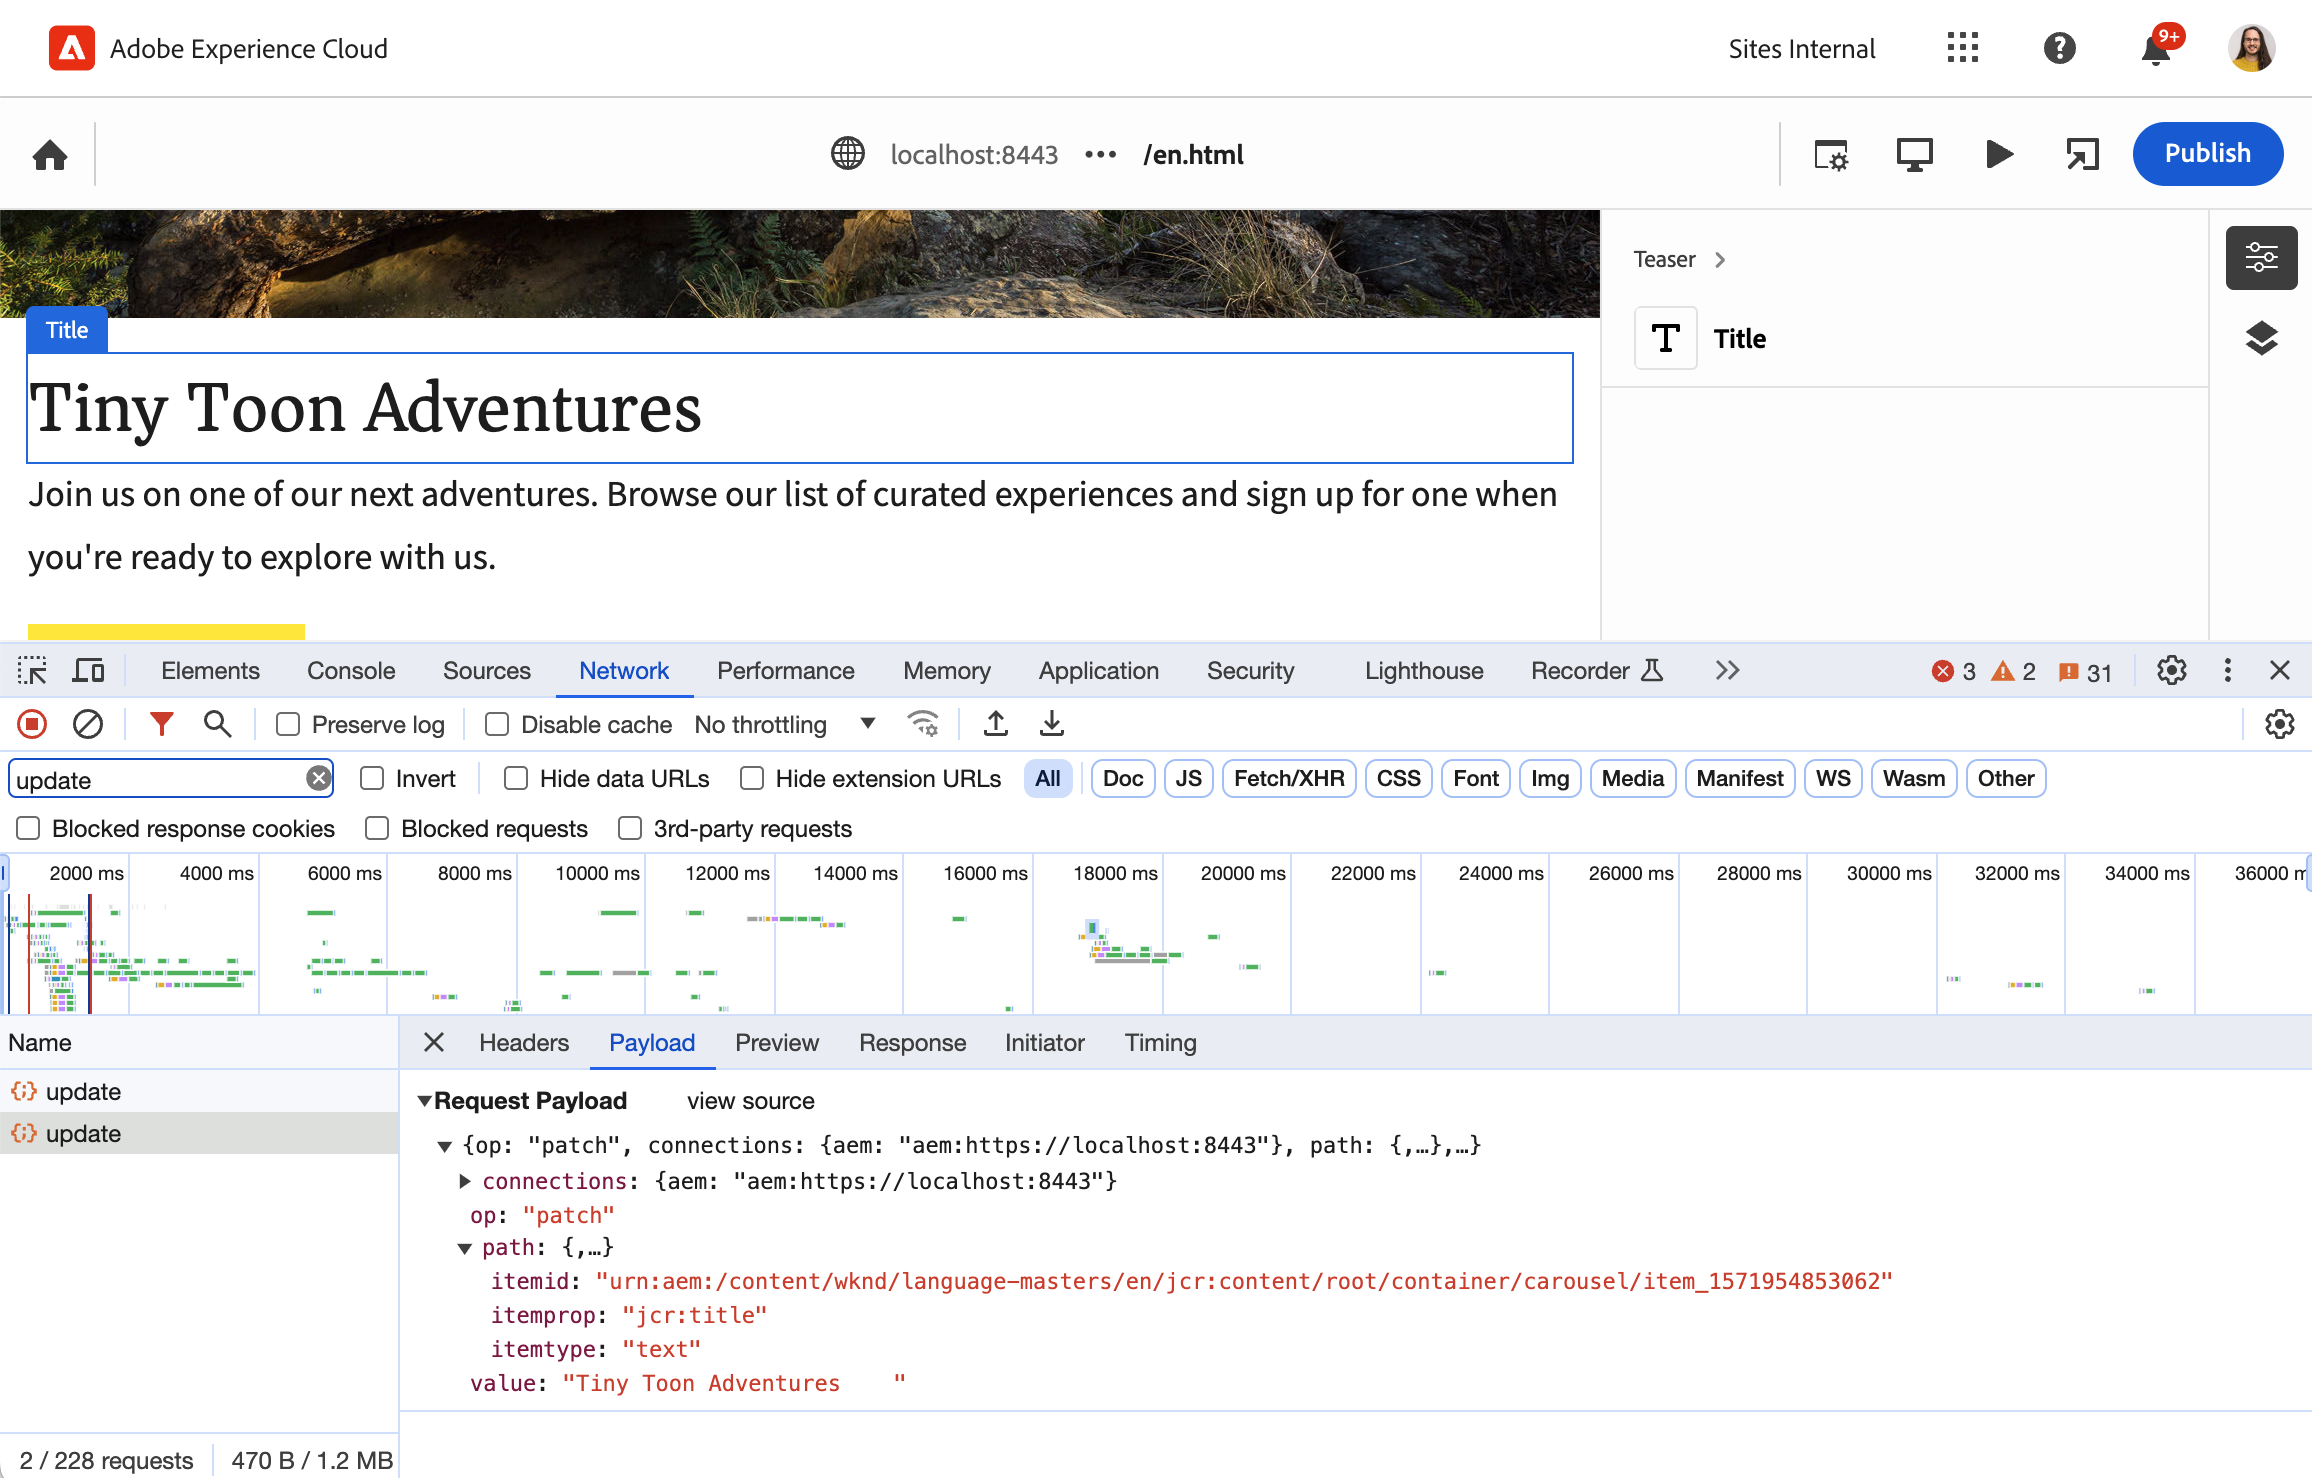 Adobe Experience Cloud
Sites Internal
9+
localhost:8443 ••• /en.html
Publish
Teaser
Title
Title
Tiny Toon Adventures
Join us on one of our next adventures. Browse our list of curated experiences and sign up for one when
you're ready to explore with us.
Elements Console Sources Network Performance Memory Application Security Lighthouse Recorder 3 2 31
Preserve log Disable cache No throttling
update Invert Hide data URLs Hide extension URLs All Doc JS Fetch/XHR CSS Font Img Media Manifest WS Wasm Other
Blocked response cookies Blocked requests 3rd-party requests
2000 ms 4000 ms 6000 ms 8000 ms 10000 ms 12000 ms 14000 ms 16000 ms 18000 ms 20000 ms 22000 ms 24000 ms 26000 ms 28000 ms 30000 ms 32000 ms 34000 ms 36000 m
Name
Headers Payload Preview Response Initiator Timing
update
update
Request Payload view source
{op: "patch", connections: {aem: "aem:https://localhost:8443"}, path: {,…},…}
connections: {aem: "aem:https://localhost:8443"}
op: "patch"
path: {,…}
itemid: "urn:aem:/content/wknd/language-masters/en/jcr:content/root/container/carousel/item_1571954853062"
itemprop: "jcr:title"
itemtype: "text"
value: "Tiny Toon Adventures    "
2 / 228 requests 470 B / 1.2 MB